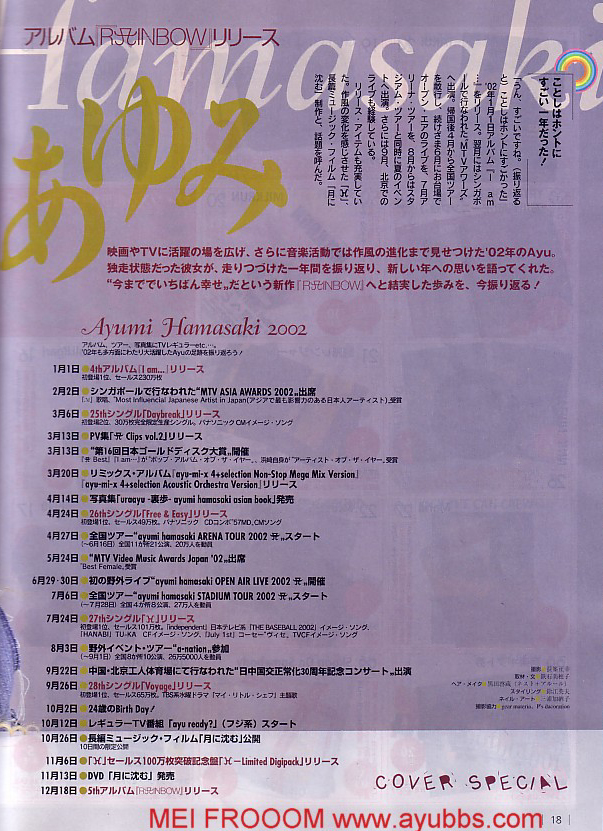 Hamasaki
アルバム『RAINBOW』リリース
あゆみ
ことしはホントに
すごい一年だった！
「うん、すごいですね。（振り返る
と）ことしはホントにすごかった」
'02年1月1日アルバム『I am
…』をリリース。翌月にはシンガポ
ールで行なわれた"MTVアワーズ"
へ出演。帰国後4月から全国ツアー
を敢行し、続けざま6月にお台場で
オープン エアのライブを、7月ア
リーナ・ツアーを、8月からはスタ
ジアム・ツアーと同時に夏のイベン
トへ出演。さらには9月、北京での
ライブも経験している。
リリース・アイテムも充実してい
た。作風の変化を感じさせた「H」、
長篇ミュージック・フィルム『月に
沈む』制作と、話題を呼んだ。
映画やTVに活躍の場を広げ、さらに音楽活動では作風の進化まで見せつけた'02年のAyu。
独走状態だった彼女が、走りつづけた一年間を振り返り、新しい年への思いを語ってくれた。
"今まででいちばん幸せ"だという新作『RAINBOW』へと結実した歩みを、今振り返る！
Ayumi Hamasaki 2002
アルバム、ツアー、写真集にTVレギュラーetc.…。
'02年も多方面にわたり大活躍したAyuの足跡を振り返ろう！
1月1日●4thアルバム『I am...』リリース
初登場1位、セールス230万枚
2月2日●シンガポールで行なわれた"MTV ASIA AWARDS 2002"出席
「M」歌唱、"Most Influencial Japanese Artist in Japan（アジアで最も影響力のある日本人アーティスト）"受賞
3月6日●25thシングル「Daybreak」リリース
初登場2位、30万枚完全限定生産シングル。パナソニックCMイメージ・ソング
3月13日●PV集『A Clips vol.2』リリース
3月13日●"第16回日本ゴールドディスク大賞"開催
『A Best』『I am…』が"ポップ・アルバム・オブ・ザ・イヤー"、浜崎自身が"アーティスト・オブ・ザ・イヤー"受賞
3月20日●リミックス・アルバム『ayu-mi-x 4+selection Non-Stop Mega Mix Version』
『ayu-mi-x 4+selection Acoustic Orchestra Version』リリース
4月14日●写真集『uraayu -裏歩- ayumi hamasaki asian book』発売
4月24日●26thシングル「Free & Easy」リリース
初登場1位、セールス49万枚。パナソニック CDコンポ"57MD"CMソング
4月27日●全国ツアー"ayumi hamasaki ARENA TOUR 2002 A"スタート
（～6月16日）全国11か所21公演、20万人を動員
5月24日●"MTV Video Music Awards Japan '02"出席
"Best Female"受賞
6月29・30日●初の野外ライブ"ayumi hamasaki OPEN AIR LIVE 2002 A"開催
7月6日●全国ツアー"ayumi hamasaki STADIUM TOUR 2002 A"スタート
（～7月28日）全国4か所8公演、27万人を動員
7月24日●27thシングル「H」リリース
初登場1位、セールス101万枚。「independent」日本テレビ系『THE BASEBALL 2002』イメージ・ソング、
「HANABI」TU-KA CFイメージ・ソング、「July 1st」コーセー"ヴィセ"TVCFイメージ・ソング
8月3日●野外イベント・ツアー"a-nation"参加
（～9月1日）全国8か所10公演、26万5000人を動員
9月22日●中国・北京工人体育場にて行なわれた"日中国交正常化30周年記念コンサート"出演
9月26日●28thシングル「Voyage」リリース
初登場1位、セールス65万枚。TBS系水曜ドラマ『マイ・リトル・シェフ』主題歌
10月2日●24歳のBirth Day！
10月12日●レギュラーTV番組『ayu ready?』（フジ系）スタート
10月26日●長編ミュージック・フィルム『月に沈む』公開
10日間の限定公開
11月6日●「H」セールス100万枚突破記念盤「H－Limited Digipack」リリース
11月13日●DVD『月に沈む』発売
12月18日●5thアルバム『RAINBOW』リリース
COVER SPECIAL
MEI FROOOM www.ayubbs.com
18